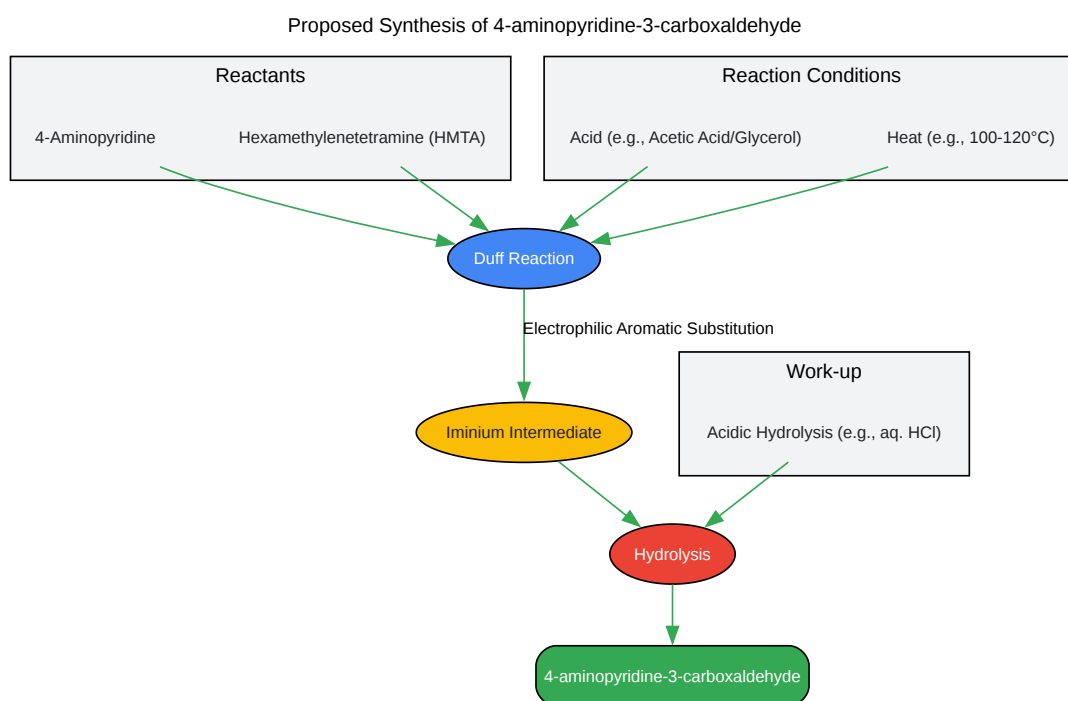 Proposed Synthesis of 4-aminopyridine-3-carboxaldehyde
Reactants
Reaction Conditions
4-Aminopyridine
Hexamethylenetetramine (HMTA)
Acid (e.g., Acetic Acid/Glycerol)
Heat (e.g., 100-120°C)
Duff Reaction
Electrophilic Aromatic Substitution
Work-up
Iminium Intermediate
Acidic Hydrolysis (e.g., aq. HCl)
Hydrolysis
4-aminopyridine-3-carboxaldehyde